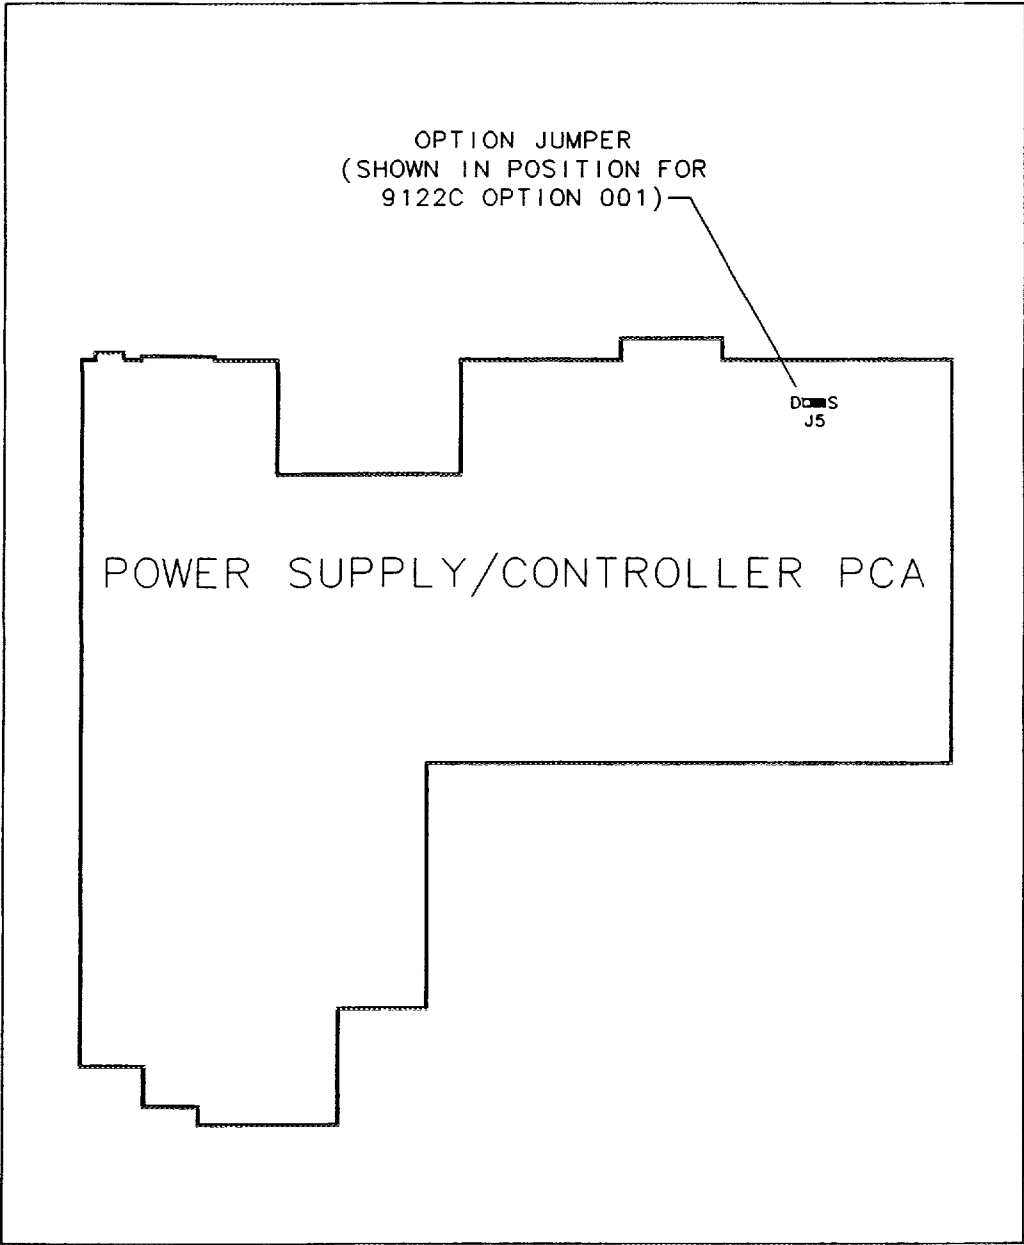 OPTION JUMPER
(SHOWN IN POSITION FOR
9122C OPTION 001)
D S
J5
POWER SUPPLY/CONTROLLER PCA